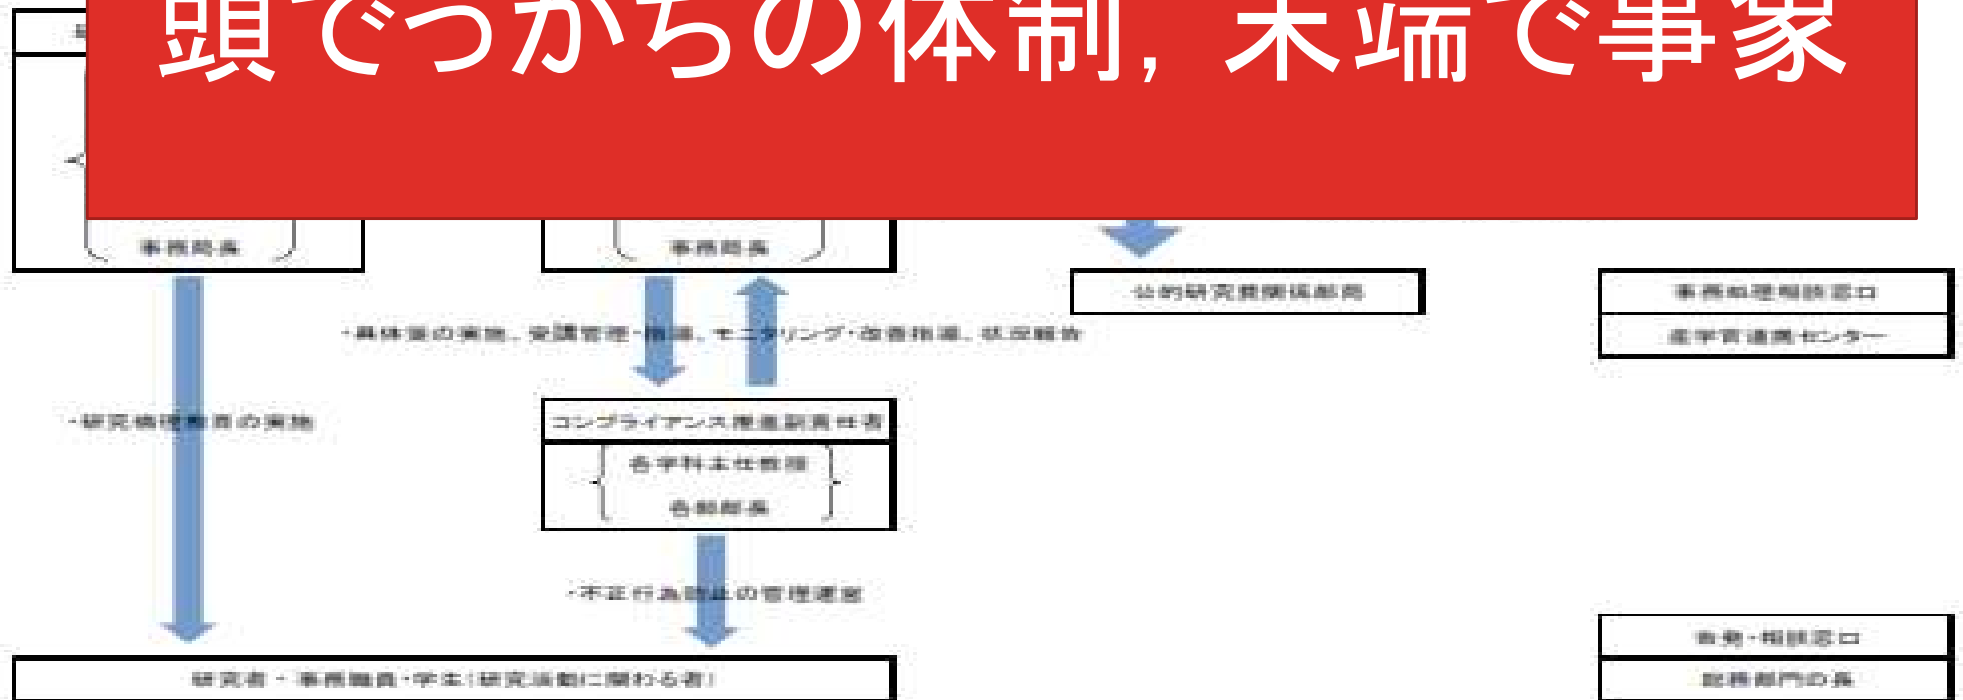 頭でっかちの体制，末端で事象
事務局長
事務局長
公的研究費関係部局
事務処理相談窓口
産学官連携センター
・具体策の実施、受講管理・指導、モニタリング・改善指導、状況報告
・研究倫理教育の実施
コンプライアンス推進副責任者
各学科主任教授
各部部長
・不正行為防止の管理運営
告発・相談窓口
研究者・事務職員・学生(研究活動に関わる者)
総務部門の長